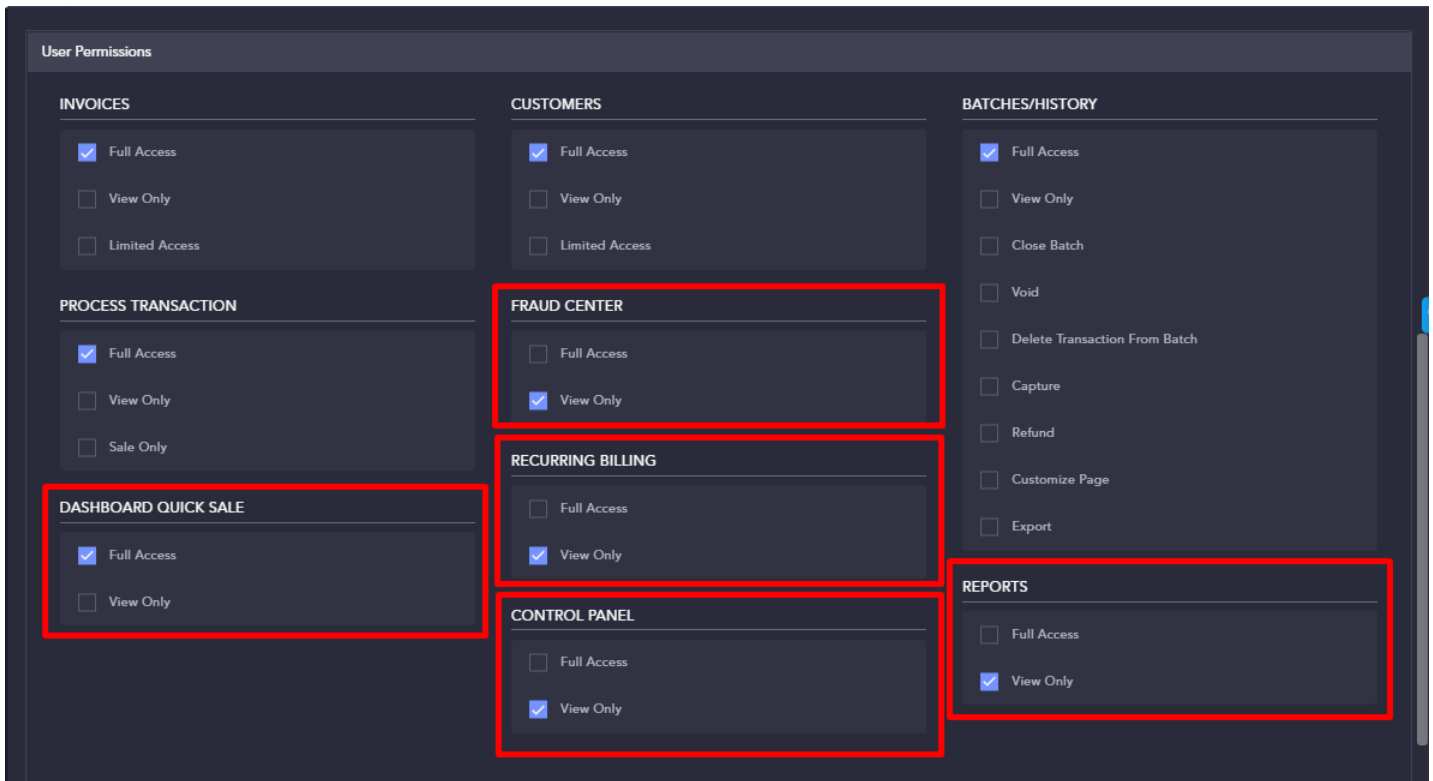 User Permissions
INVOICES
Full Access
View Only
Limited Access
PROCESS TRANSACTION
Full Access
View Only
Sale Only
DASHBOARD QUICK SALE
Full Access
View Only
CUSTOMERS
Full Access
View Only
Limited Access
FRAUD CENTER
Full Access
View Only
RECURRING BILLING
Full Access
View Only
CONTROL PANEL
Full Access
View Only
BATCHES/HISTORY
Full Access
View Only
Close Batch
Void
Delete Transaction From Batch
Capture
Refund
Customize Page
Export
REPORTS
Full Access
View Only